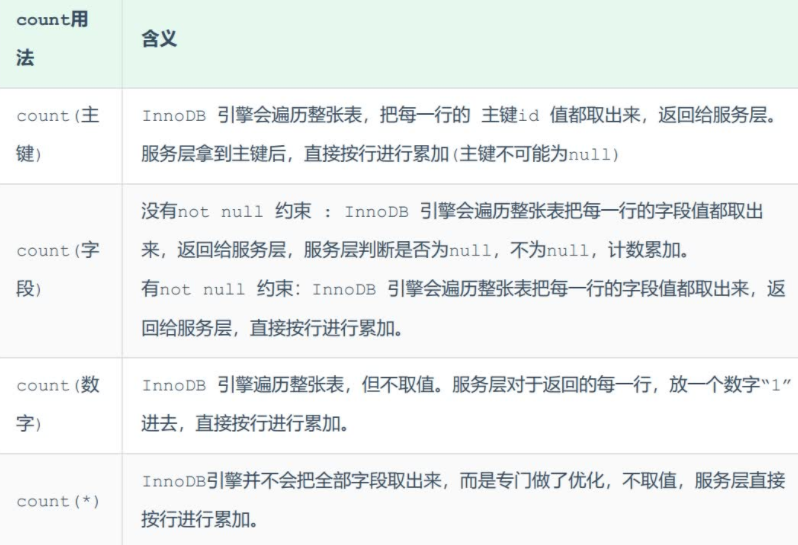 count用
法
含义
count(主
键)
InnoDB 引擎会遍历整张表，把每一行的 主键id 值都取出来，返回给服务层。
服务层拿到主键后，直接按行进行累加(主键不可能为null)
count(字
段)
没有not null 约束 : InnoDB 引擎会遍历整张表把每一行的字段值都取出
来，返回给服务层，服务层判断是否为null，不为null，计数累加。
有not null 约束：InnoDB 引擎会遍历整张表把每一行的字段值都取出来，返
回给服务层，直接按行进行累加。
count(数
字)
InnoDB 引擎遍历整张表，但不取值。服务层对于返回的每一行，放一个数字“1”
进去，直接按行进行累加。
count(*)
InnoDB引擎并不会把全部字段取出来，而是专门做了优化，不取值，服务层直接
按行进行累加。